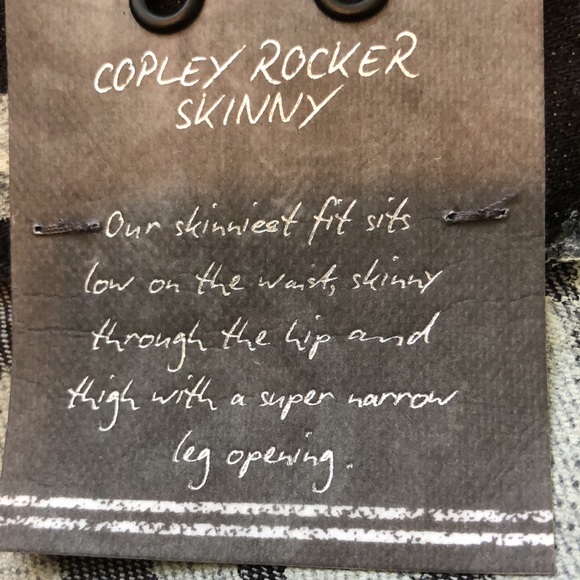 COPLEY ROCKER
SKINNY
Our skinniest fit sits
low on the waist, skinny
through the hip and
thigh with a super narrow
leg opening.